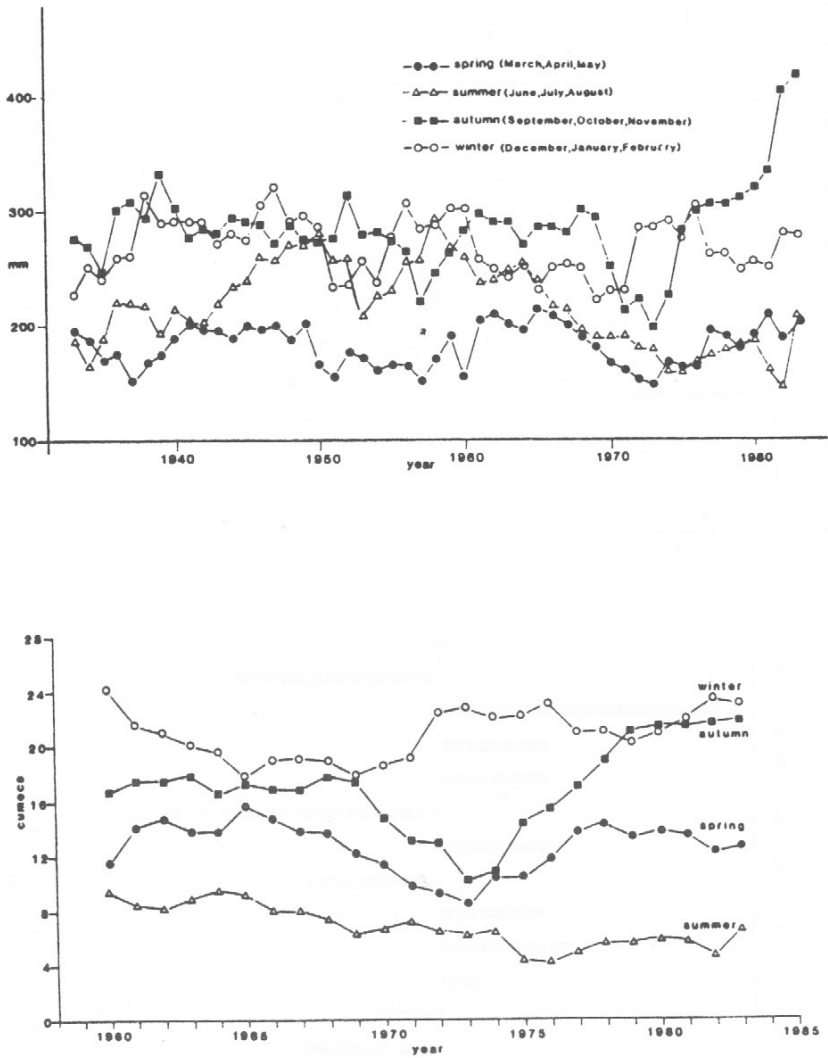 400
300
mm
200
100
1940
1950
1960
1970
1980
year
spring (March,April,May)
summer (June,July,August)
autumn (September,October,November)
winter (December,January,February)
28
24
20
16
12
8
4
0
cumecs
winter
autumn
spring
summer
1960
1965
1970
1975
1980
1985
year